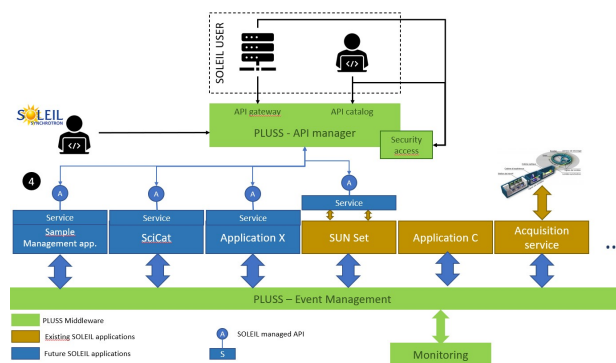 SOLEIL USER
API gateway
API catalog
PLUSS - API manager
Security
access
SOLEIL
SYNCHROTRON
4
A
A
A
A
Service
Service
Service
Service
Sample
Management app.
SciCat
Application X
SUN Set
Application C
Acquisition
service
...
PLUSS – Event Management
PLUSS Middleware
Existing SOLEIL applications
Future SOLEIL applications
A
SOLEIL managed API
S
Monitoring